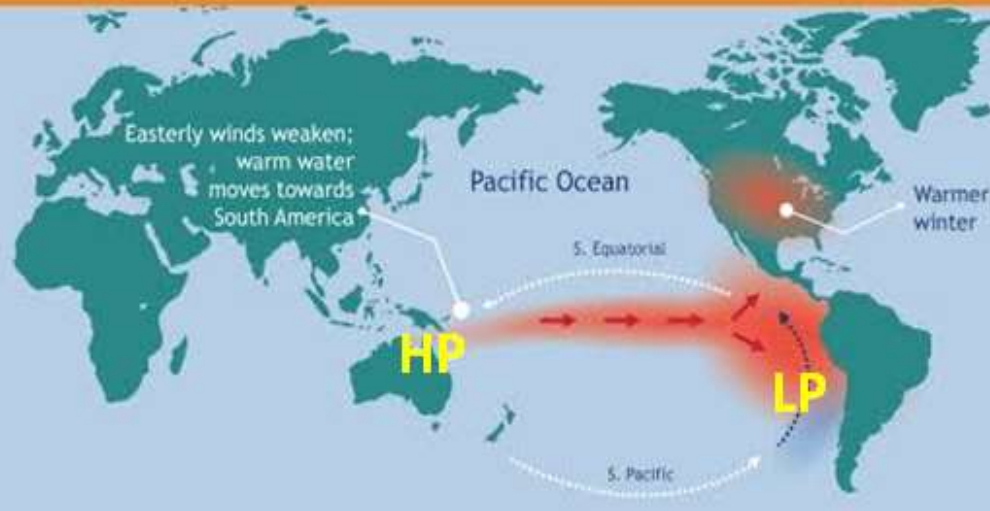 Easterly winds weaken;
warm water
moves towards
South America
Pacific Ocean
Warmer
winter
S. Equatorial
HP
LP
S. Pacific